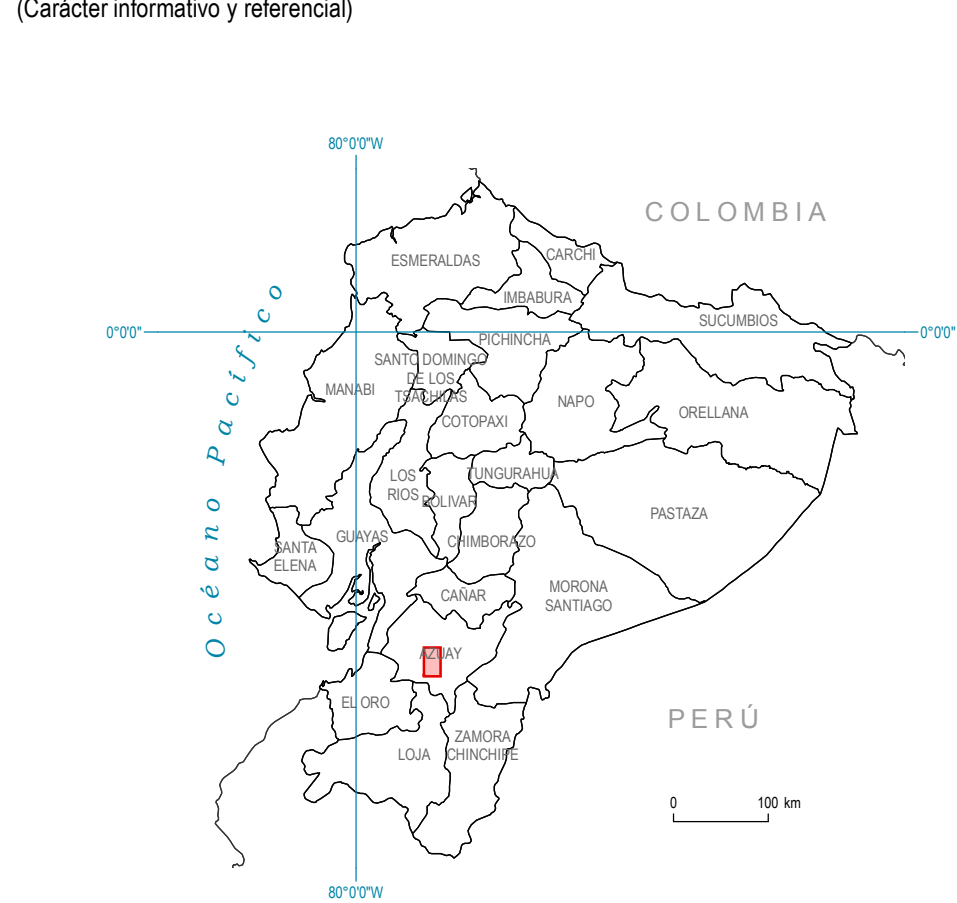 (Carácter informativo y referencial)
80°0'0"W
COLOMBIA
ESMERALDAS
CARCHI
IMBABURA
SUCUMBIOS
0°0'0"
0°0'0"
PICHINCHA
SANTO DOMINGO
DE LOS
TSACHILAS
MANABI
NAPO
ORELLANA
COTOPAXI
Océano Pacífico
LOS
RIOS
TUNGURAHUA
BOLIVAR
PASTAZA
GUAYAS
CHIMBORAZO
SANTA
ELENA
CAÑAR
MORONA
SANTIAGO
AZUAY
EL ORO
PERÚ
LOJA
ZAMORA
CHINCHIPE
0 100 km
80°0'0"W